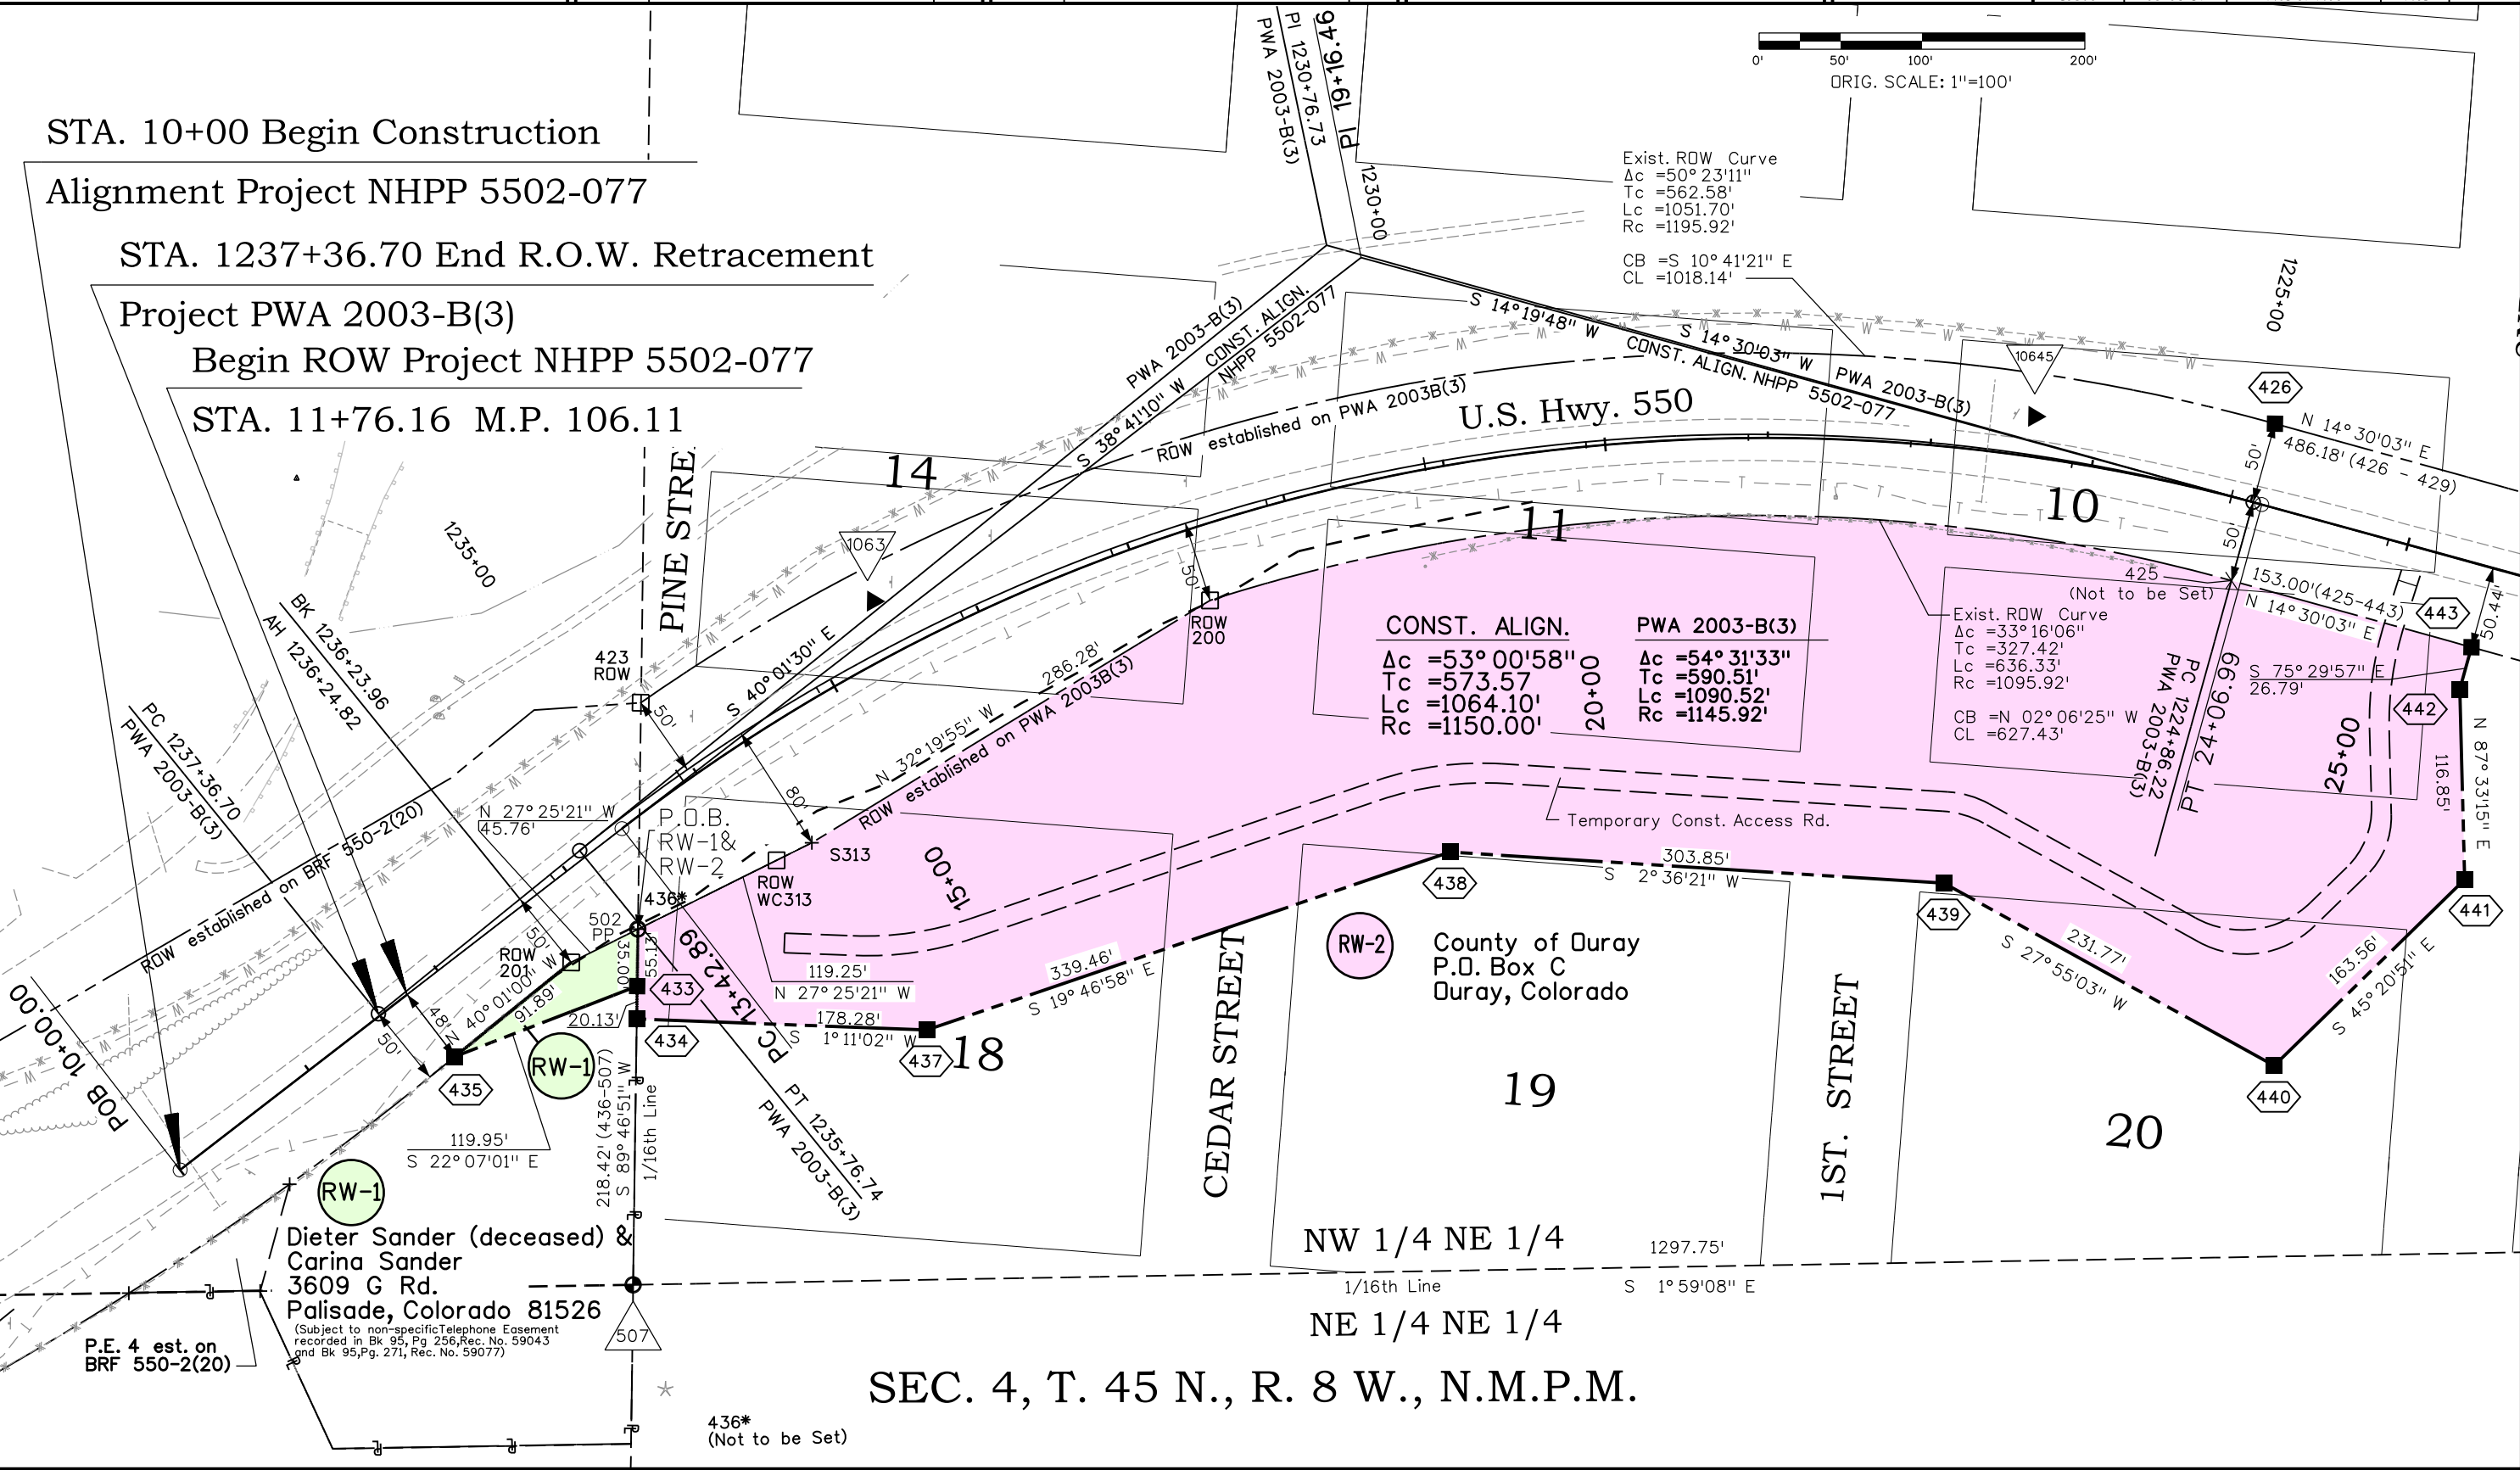 STA. 10+00 Begin Construction
Alignment Project NHPP 5502-077
STA. 1237+36.70 End R.O.W. Retracement
Project PWA 2003-B(3)
Begin ROW Project NHPP 5502-077
STA. 11+76.16 M.P. 106.11
PI 1230+76.73
PWA 2003-B(3)
PI 19+16.46
1230+00
0' 50' 100' 200'
ORIG. SCALE: 1"=100'
Exist. ROW Curve
Δc =50°23'11"
Tc =562.58'
Lc =1051.70'
Rc =1195.92'
CB =S 10°41'21" E
CL =1018.14'
1225+00
S 14°19'48" W
S 14°30'03" W PWA 2003-B(3)
CONST. ALIGN. NHPP 5502-077
10645
426
N 14°30'03" E
486.18' (426 - 429)
50'
50'
PWA 2003-B(3)
CONST. ALIGN.
NHPP 5502-077
S 38°41'10" W
ROW established on PWA 2003B(3)
U.S. Hwy. 550
14
11
10
PINE STREE
1063
1235+00
BK 1236+23.96
AH 1236+24.82
PC 1237+36.70
PWA 2003-B(3)
423
ROW
50'
S 40°01'30" E
286.28'
N 32°19'55" W
ROW established on PWA 2003B(3)
50'
ROW
200
CONST. ALIGN.
Δc =53°00'58"
Tc =573.57
Lc =1064.10'
Rc =1150.00'
20+00
PWA 2003-B(3)
Δc =54°31'33"
Tc =590.51'
Lc =1090.52'
Rc =1145.92'
425
(Not to be Set)
153.00'(425-443)
N 14°30'03" E
443
50.44'
Exist. ROW Curve
Δc =33°16'06"
Tc =327.42'
Lc =636.33'
Rc =1095.92'
CB =N 02°06'25" W
CL =627.43'
PC 1224+86.22
PWA 2003-B(3)
PT 24+06.99
S 75°29'57" E
26.79'
442
25+00
N 87°33'15" E
116.85'
441
80'
N 27°25'21" W
45.76'
P.O.B.
RW-1&
RW-2
S313
ROW
WC313
15+00
Temporary Const. Access Rd.
ROW established on BRF 550-2(20)
436*
502
PP
50'
ROW
201
35.00'
55.13'
433
20.13'
434
PC 13+42.89
119.25'
N 27°25'21" W
178.28'
S 1°11'02" W
437
18
339.46'
S 19°46'58" E
438
303.85'
S 2°36'21" W
439
231.77'
S 27°55'03" W
440
163.56'
S 45°20'51" E
RW-2
County of Ouray
P.O. Box C
Ouray, Colorado
CEDAR STREET
1ST. STREET
19
20
POB 10+00.00
50'
48'
N 40°01'00" W
91.89'
435
RW-1
119.95'
S 22°07'01" E
218.42' (436-507)
S 89°46'51" W
1/16th Line
PT 1235+76.74
PWA 2003-B(3)
RW-1
Dieter Sander (deceased) &
Carina Sander
3609 G Rd.
Palisade, Colorado 81526
(Subject to non-specificTelephone Easement
recorded in Bk 95, Pg 256,Rec. No. 59043
and Bk 95,Pg. 271, Rec. No. 59077)
P.E. 4 est. on
BRF 550-2(20)
507
NW 1/4 NE 1/4
1297.75'
1/16th Line
S 1°59'08" E
NE 1/4 NE 1/4
SEC. 4, T. 45 N., R. 8 W., N.M.P.M.
436*
(Not to be Set)